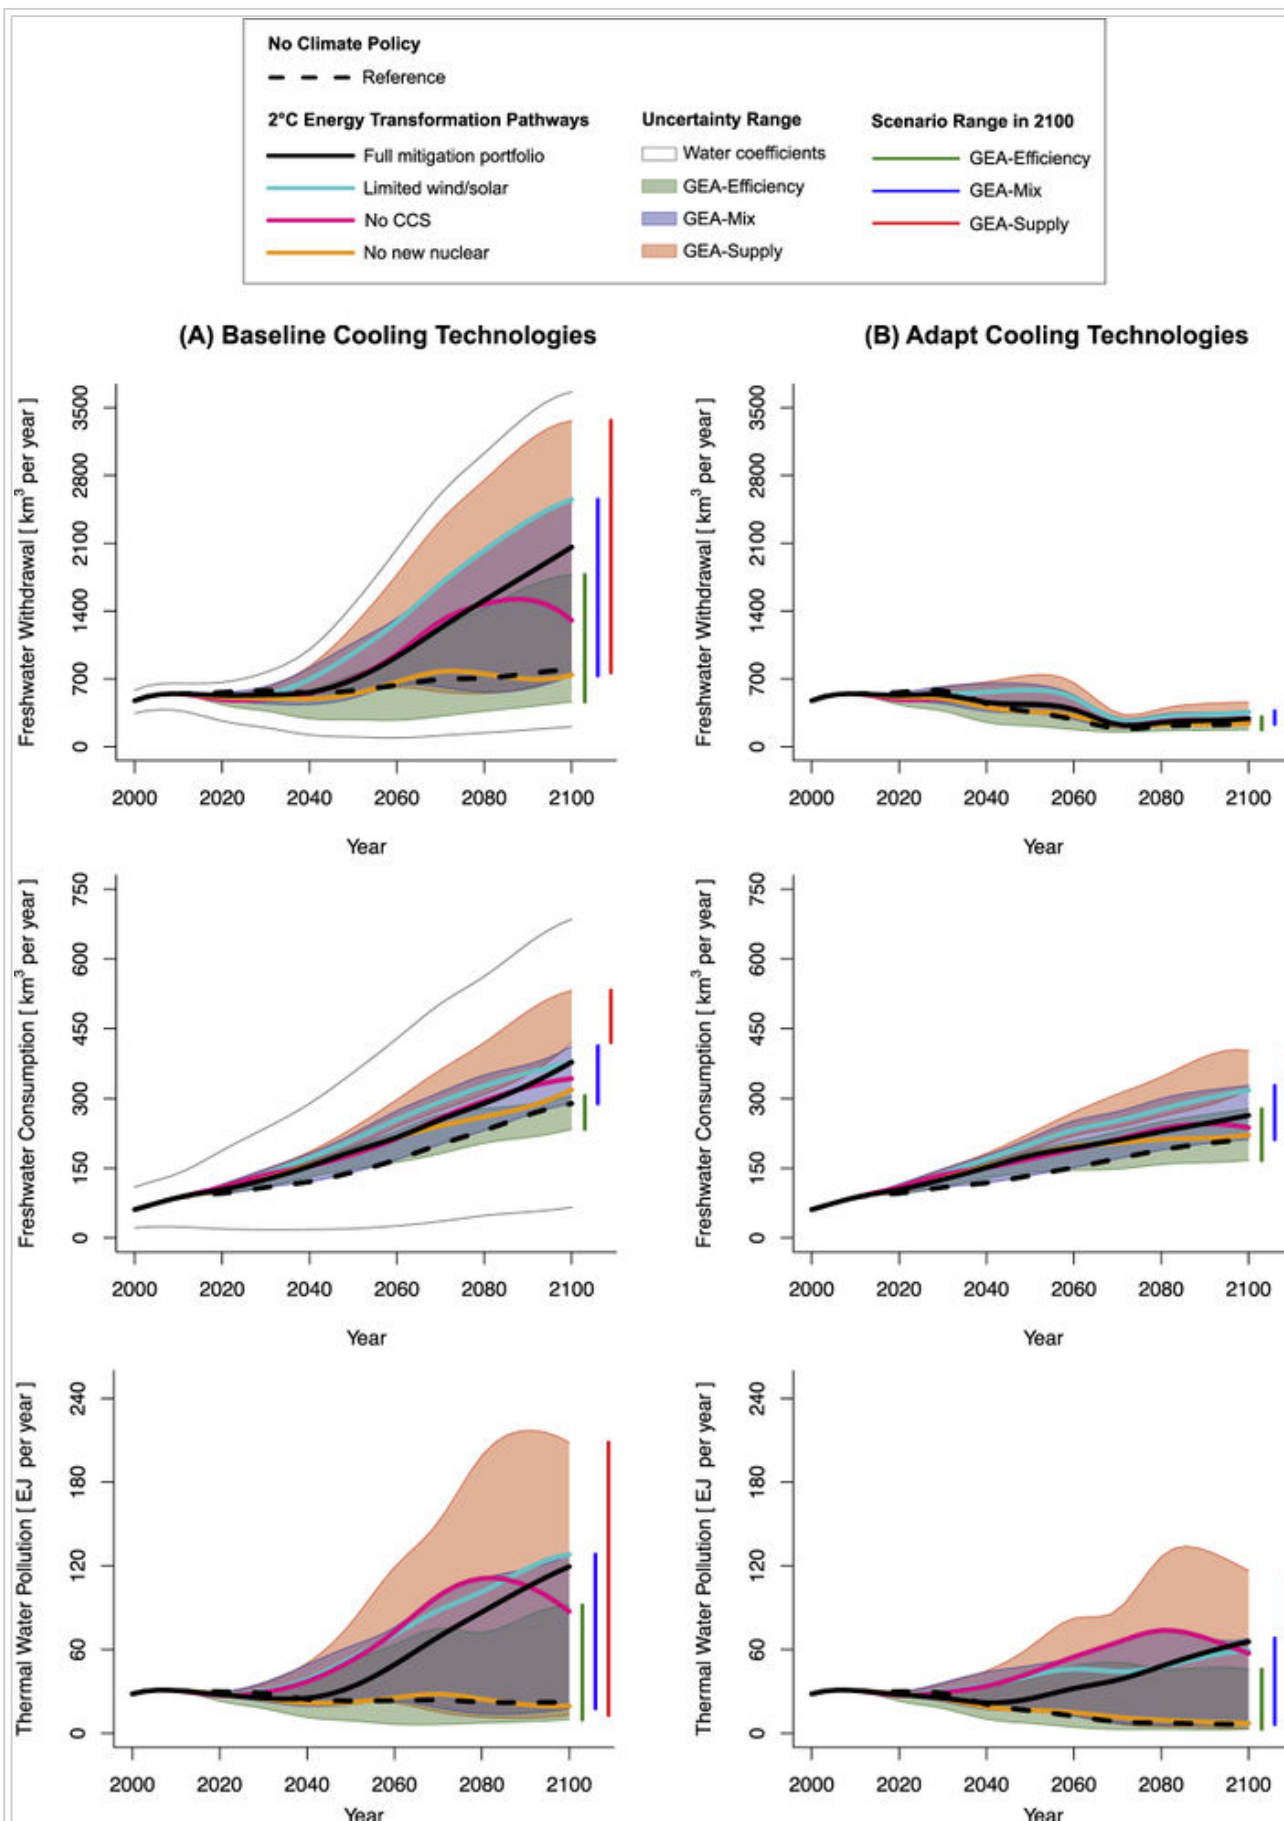 No Climate Policy
Reference
2°C Energy Transformation Pathways
Full mitigation portfolio
Limited wind/solar
No CCS
No new nuclear
Uncertainty Range
Water coefficients
GEA-Efficiency
GEA-Mix
GEA-Supply
Scenario Range in 2100
GEA-Efficiency
GEA-Mix
GEA-Supply
(A) Baseline Cooling Technologies
(B) Adapt Cooling Technologies
Freshwater Withdrawal [ km³ per year ]
3500
2800
2100
1400
700
0
2000 2020 2040 2060 2080 2100
Year
Freshwater Withdrawal [ km³ per year ]
3500
2800
2100
1400
700
0
2000 2020 2040 2060 2080 2100
Year
Freshwater Consumption [ km³ per year ]
750
600
450
300
150
0
2000 2020 2040 2060 2080 2100
Year
Freshwater Consumption [ km³ per year ]
750
600
450
300
150
0
2000 2020 2040 2060 2080 2100
Year
Thermal Water Pollution [ EJ per year ]
240
180
120
60
0
2000 2020 2040 2060 2080 2100
Year
Thermal Water Pollution [ EJ per year ]
240
180
120
60
0
2000 2020 2040 2060 2080 2100
Year